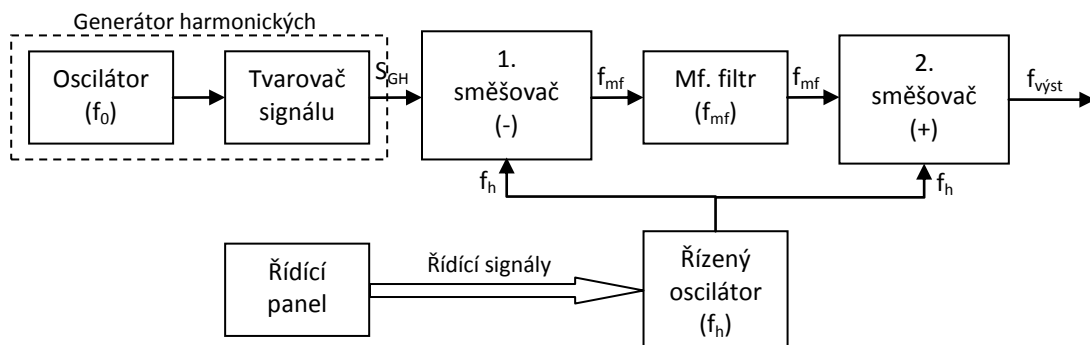 Generátor harmonických
Oscilátor
(f0)
Tvarovač
signálu
SGH
1.
směšovač
(-)
fmf
Mf. filtr
(fmf)
fmf
2.
směšovač
(+)
fvýst
fh
fh
Řídící
panel
Řídící signály
Řízený
oscilátor
(fh)